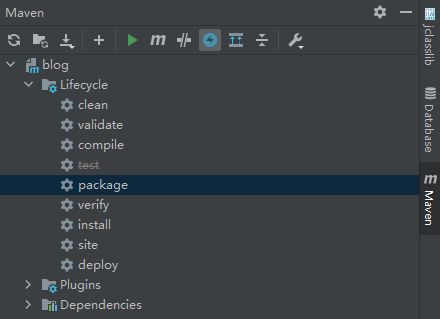 Maven
blog
Lifecycle
clean
validate
compile
test
package
verify
install
site
deploy
Plugins
Dependencies
jclasslib
Database
Maven